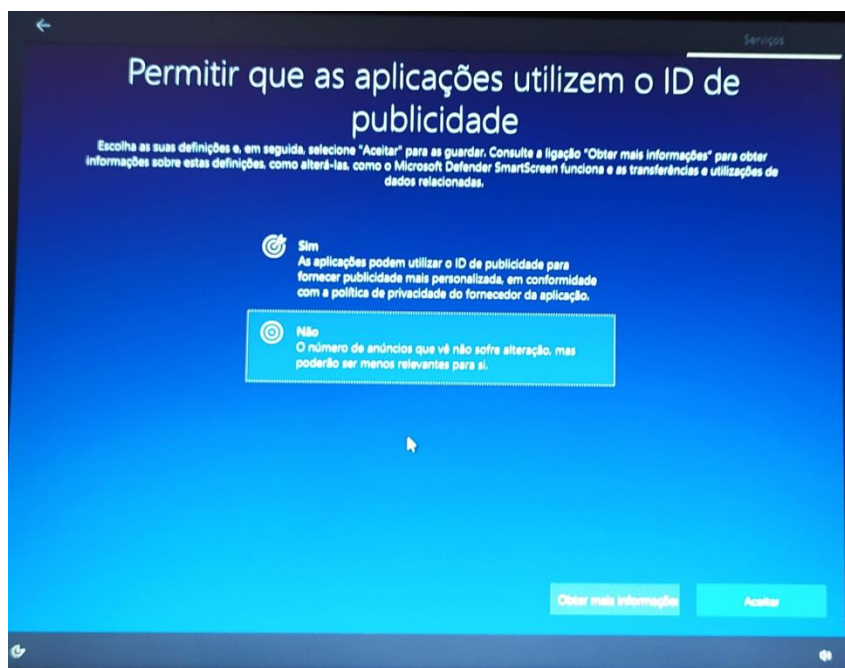 Serviços
Permitir que as aplicações utilizem o ID de
publicidade
Escolha as suas definições e, em seguida, selecione "Aceitar" para as guardar. Consulte a ligação "Obter mais informações" para obter
informações sobre estas definições, como alterá-las, como o Microsoft Defender SmartScreen funciona e as transferências e utilizações de
dados relacionadas.
Sim
As aplicações podem utilizar o ID de publicidade para
fornecer publicidade mais personalizada, em conformidade
com a política de privacidade do fornecedor da aplicação.
Não
O número de anúncios que vê não sofre alteração, mas
poderão ser menos relevantes para si.
Obter mais informações
Aceitar